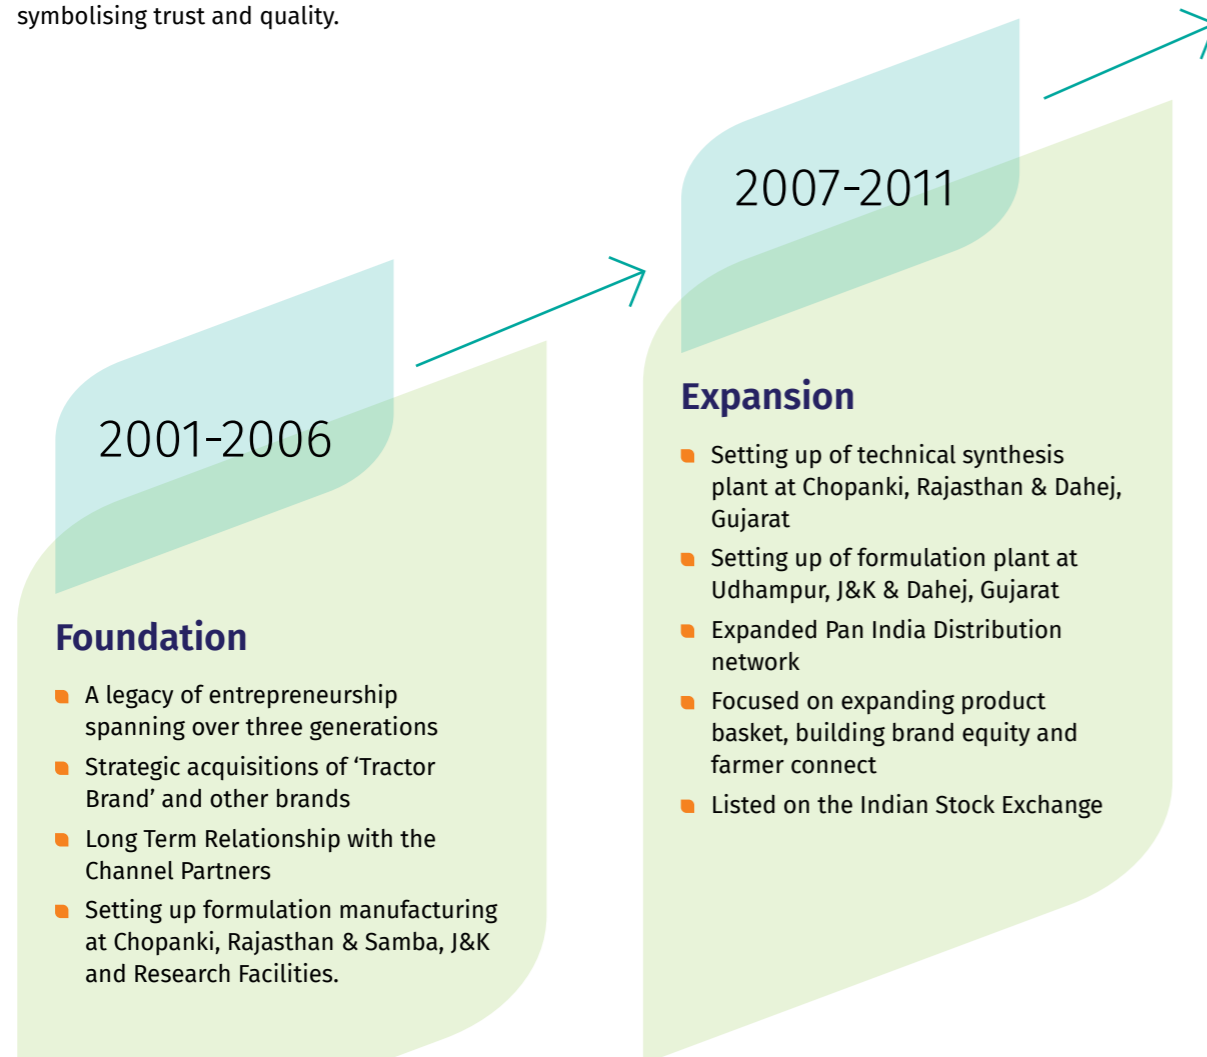 symbolising trust and quality.
2001-2006
Foundation
A legacy of entrepreneurship
spanning over three generations
Strategic acquisitions of ‘Tractor
Brand’ and other brands
Long Term Relationship with the
Channel Partners
Setting up formulation manufacturing
at Chopanki, Rajasthan & Samba, J&K
and Research Facilities.
2007-2011
Expansion
Setting up of technical synthesis
plant at Chopanki, Rajasthan & Dahej,
Gujarat
Setting up of formulation plant at
Udhampur, J&K & Dahej, Gujarat
Expanded Pan India Distribution
network
Focused on expanding product
basket, building brand equity and
farmer connect
Listed on the Indian Stock Exchange